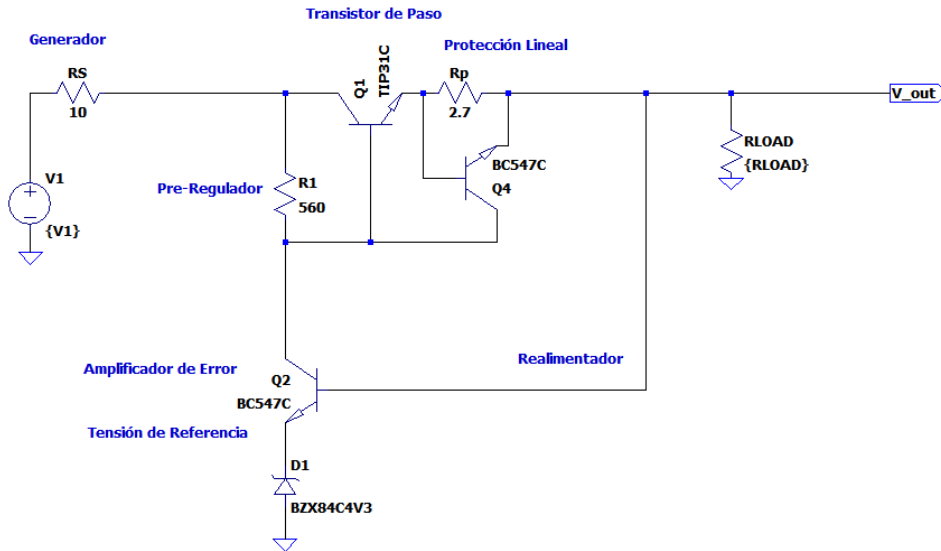 Transistor de Paso
Generador
Protección Lineal
RS
10
Q1
TIP31C
Rp
2.7
V_out
RLOAD
{RLOAD}
BC547C
Q4
V1
+
−
{V1}
Pre-Regulador
R1
560
Amplificador de Error
Realimentador
Q2
BC547C
Tensión de Referencia
D1
BZX84C4V3